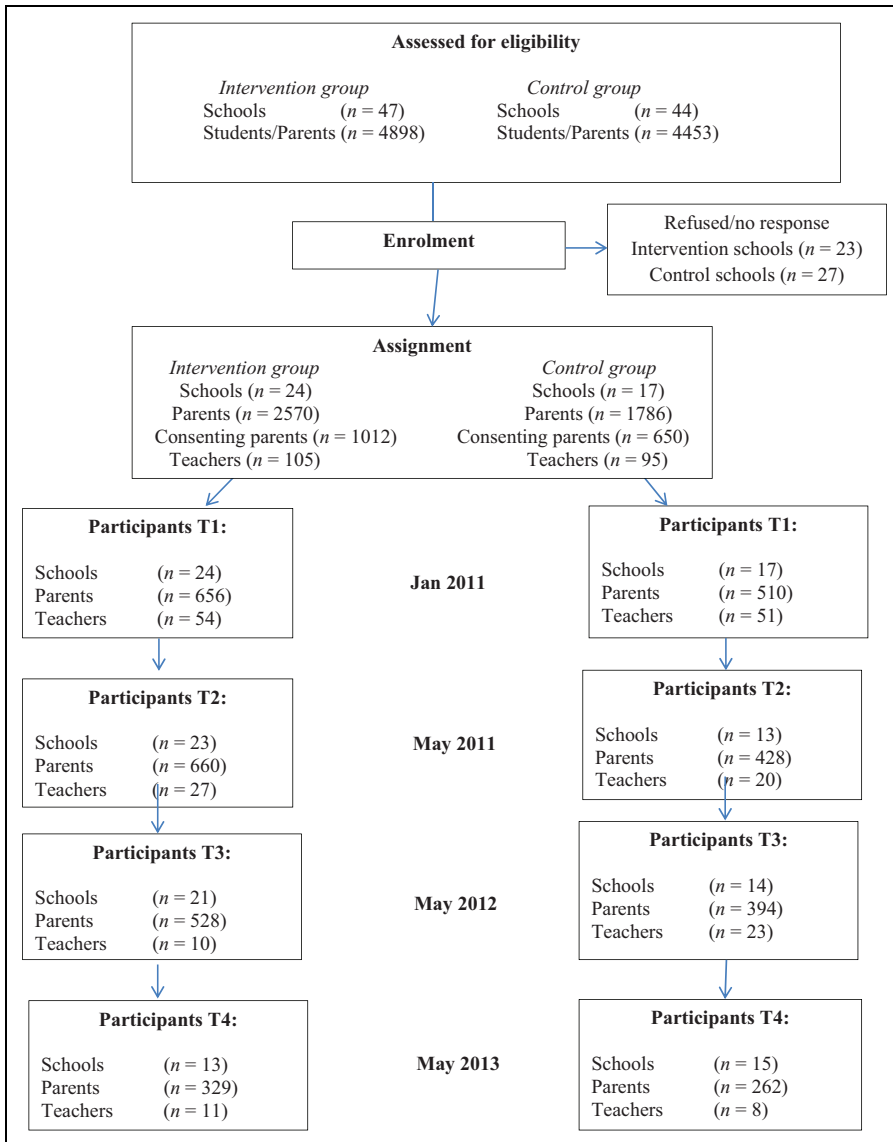 Assessed for eligibility
Intervention group
Schools (n = 47)
Students/Parents (n = 4898)
Control group
Schools (n = 44)
Students/Parents (n = 4453)
Enrolment
Refused/no response
Intervention schools (n = 23)
Control schools (n = 27)
Assignment
Intervention group
Schools (n = 24)
Parents (n = 2570)
Consenting parents (n = 1012)
Teachers (n = 105)
Control group
Schools (n = 17)
Parents (n = 1786)
Consenting parents (n = 650)
Teachers (n = 95)
Participants T1:
Schools (n = 24)
Parents (n = 656)
Teachers (n = 54)
Jan 2011
Participants T1:
Schools (n = 17)
Parents (n = 510)
Teachers (n = 51)
Participants T2:
Schools (n = 23)
Parents (n = 660)
Teachers (n = 27)
May 2011
Participants T2:
Schools (n = 13)
Parents (n = 428)
Teachers (n = 20)
Participants T3:
Schools (n = 21)
Parents (n = 528)
Teachers (n = 10)
May 2012
Participants T3:
Schools (n = 14)
Parents (n = 394)
Teachers (n = 23)
Participants T4:
Schools (n = 13)
Parents (n = 329)
Teachers (n = 11)
May 2013
Participants T4:
Schools (n = 15)
Parents (n = 262)
Teachers (n = 8)